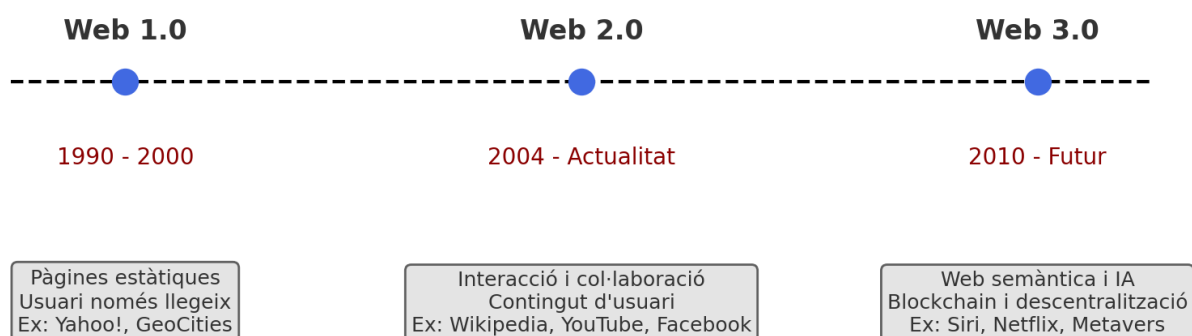 Web 1.0
Web 2.0
Web 3.0
1990 - 2000
2004 - Actualitat
2010 - Futur
Pàgines estàtiques
Usuari només llegeix
Ex: Yahoo!, GeoCities
Interacció i col·laboració
Contingut d'usuari
Ex: Wikipedia, YouTube, Facebook
Web semàntica i IA
Blockchain i descentralització
Ex: Siri, Netflix, Metavers